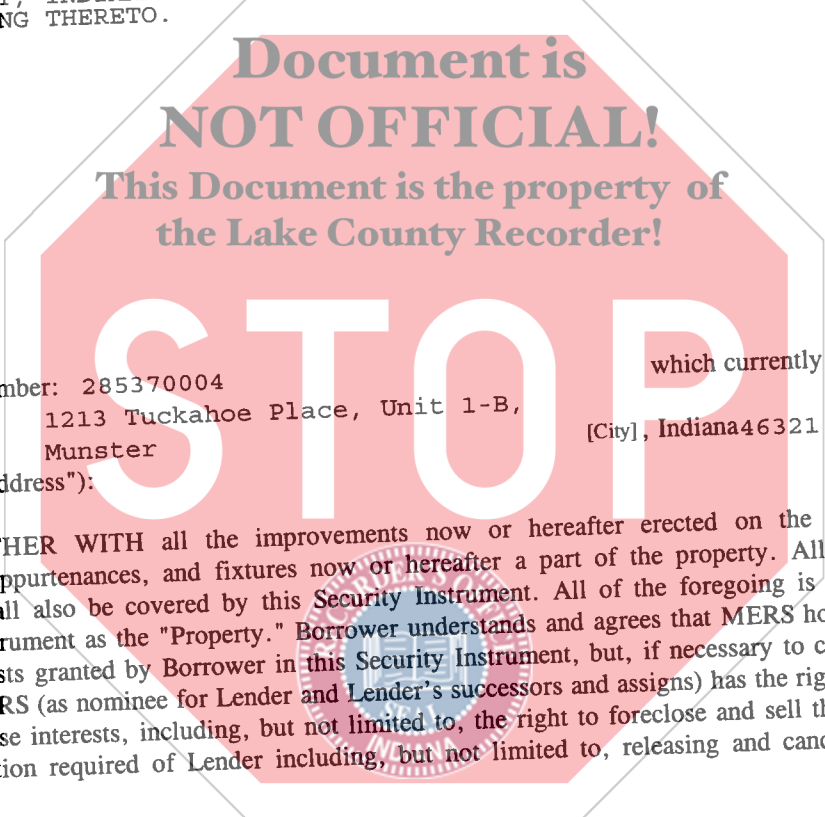 NG THERETO.
Document is
NOT OFFICIAL!
This Document is the property of
the Lake County Recorder!
STOP
which currently
mber: 285370004
1213 Tuckahoe Place, Unit 1-B,
[City], Indiana46321
Munster
ddress"):
HER WITH all the improvements now or hereafter erected on the
ppurtenances, and fixtures now or hereafter a part of the property. All
all also be covered by this Security Instrument. All of the foregoing is
rument as the "Property." Borrower understands and agrees that MERS ho
sts granted by Borrower in this Security Instrument, but, if necessary to c
RS (as nominee for Lender and Lender's successors and assigns) has the rig
se interests, including, but not limited to, the right to foreclose and sell th
tion required of Lender including, but not limited to, releasing and canc
RECORDER'S OFFICE
SEAL
INDIANA